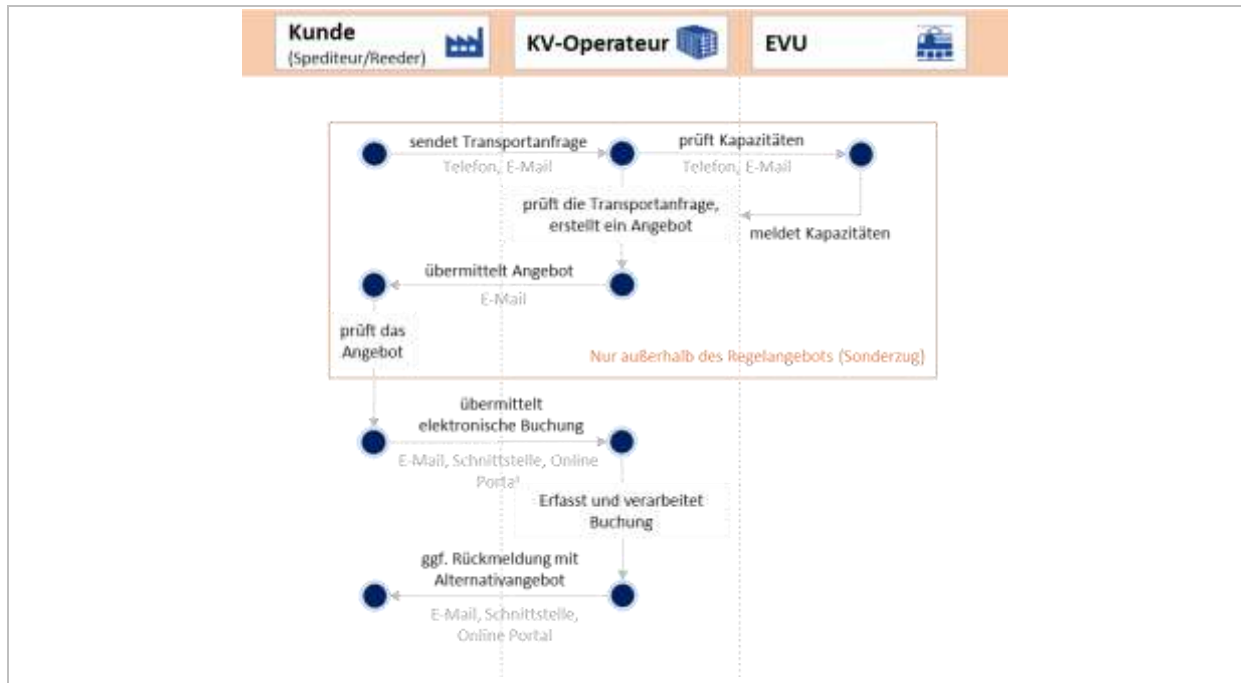 Kunde
(Spediteur/Reeder)
KV-Operateur
EVU
sendet Transportanfrage
Telefon, E-Mail
prüft Kapazitäten
Telefon, E-Mail
prüft die Transportanfrage,
erstellt ein Angebot
meldet Kapazitäten
übermittelt Angebot
E-Mail
prüft das
Angebot
Nur außerhalb des Regelangebots (Sonderzug)
übermittelt
elektronische Buchung
E-Mail, Schnittstelle, Online
Portal
Erfasst und verarbeitet
Buchung
ggf. Rückmeldung mit
Alternativangebot
E-Mail, Schnittstelle,
Online Portal